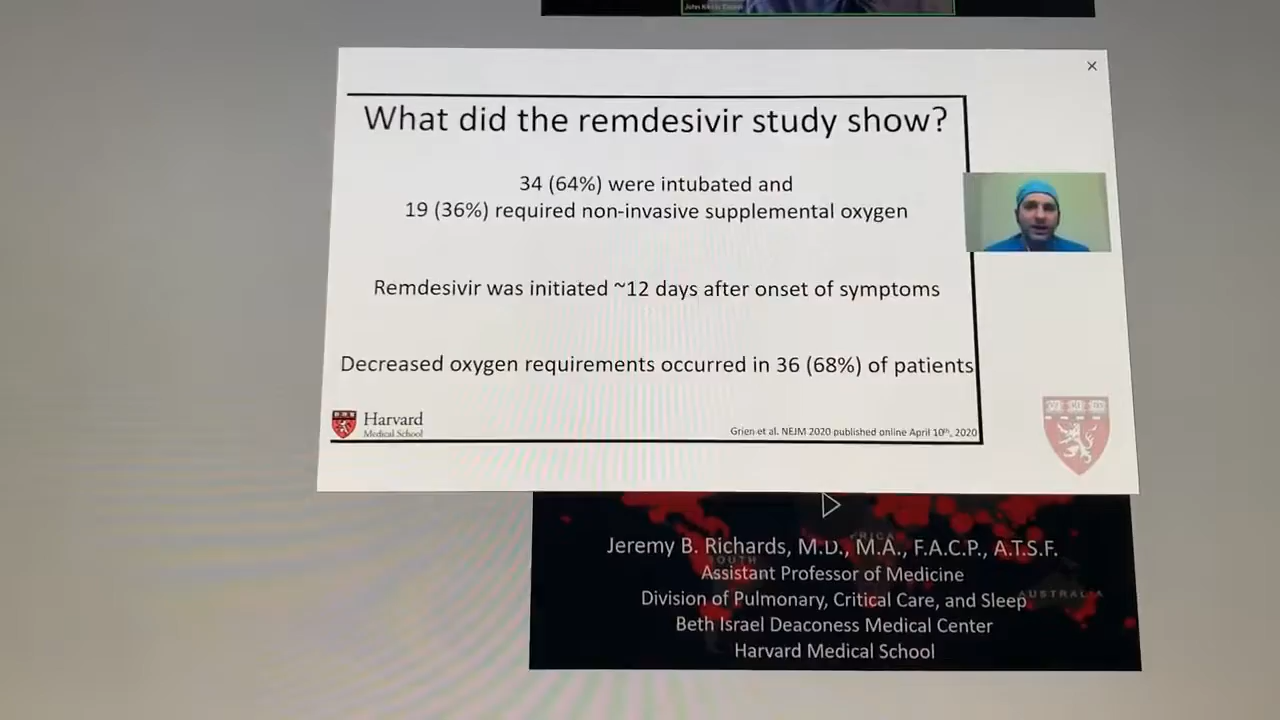 What did the remdesivir study show?
34 (64%) were intubated and
19 (36%) required non-invasive supplemental oxygen
Remdesivir was initiated ~12 days after onset of symptoms
Decreased oxygen requirements occurred in 36 (68%) of patients
Harvard
Medical School
Grien et al. NEJM 2020 published online April 10th, 2020
Jeremy B. Richards, M.D., M.A., F.A.C.P., A.T.S.F.
Assistant Professor of Medicine
Division of Pulmonary, Critical Care, and Sleep
AUSTRALIA
Beth Israel Deaconess Medical Center
Harvard Medical School